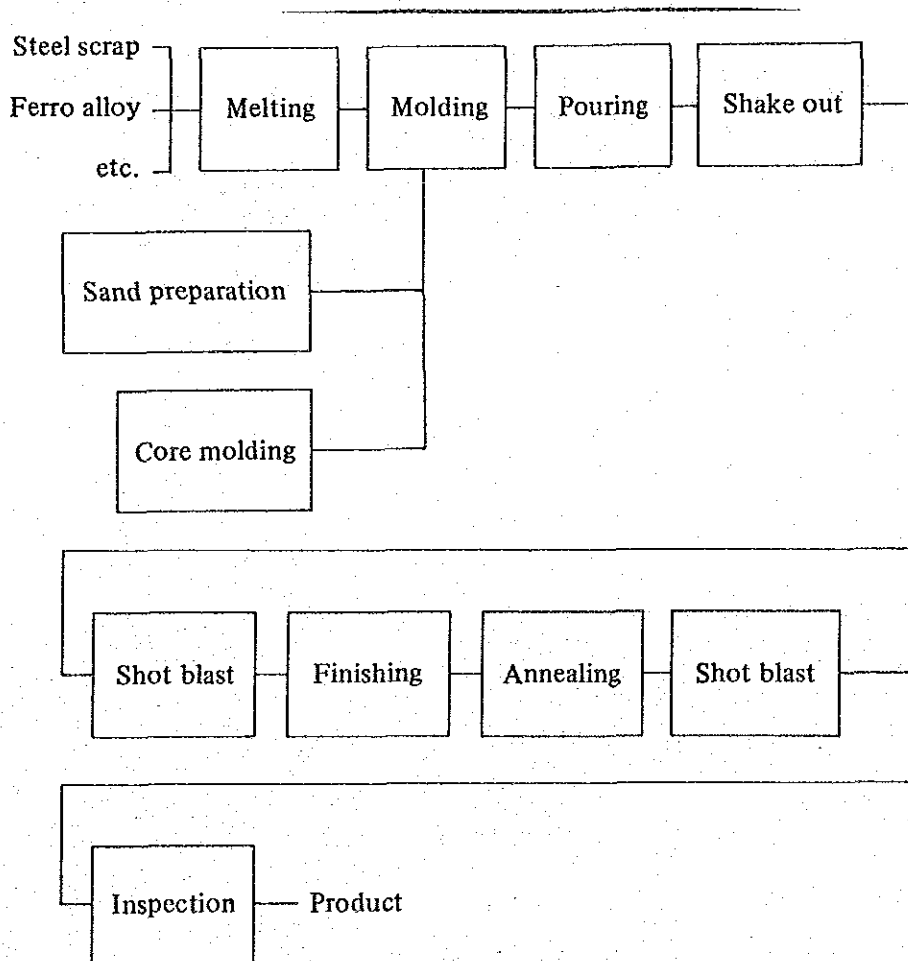 Steel scrap
Ferro alloy
etc.
Melting
Molding
Pouring
Shake out
Sand preparation
Core molding
Shot blast
Finishing
Annealing
Shot blast
Inspection
Product